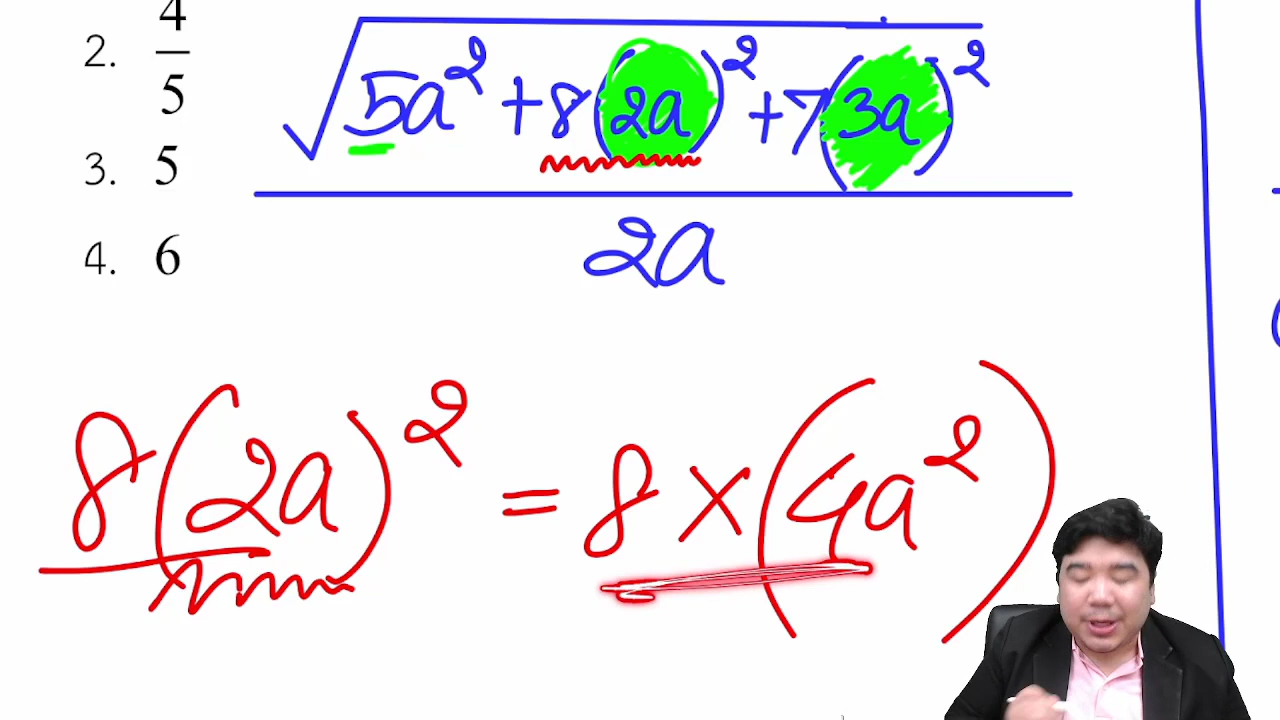 2. 4/5
3. 5
4. 6
√(5a² + 8(2a)² + 7(3a)²)
2a
8(2a)² = 8 × (4a²)